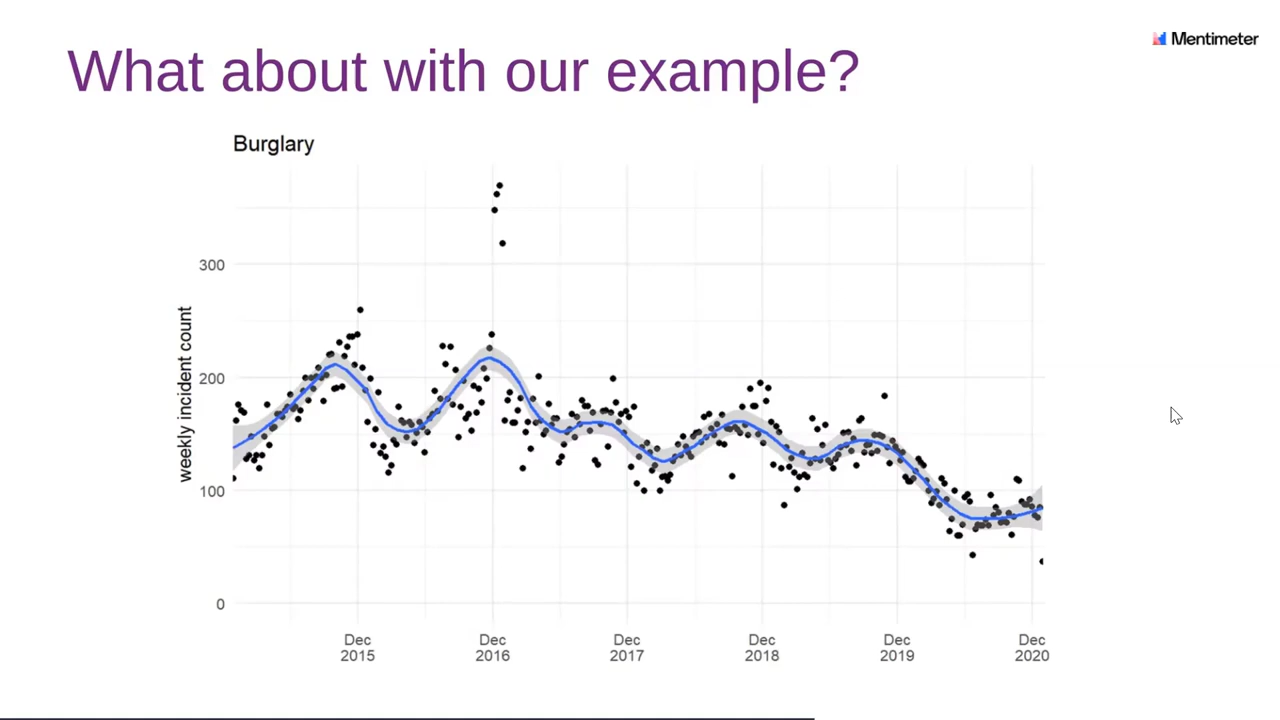 What about with our example?
Mentimeter
Burglary
weekly incident count
300
200
100
0
Dec
2015
Dec
2016
Dec
2017
Dec
2018
Dec
2019
Dec
2020